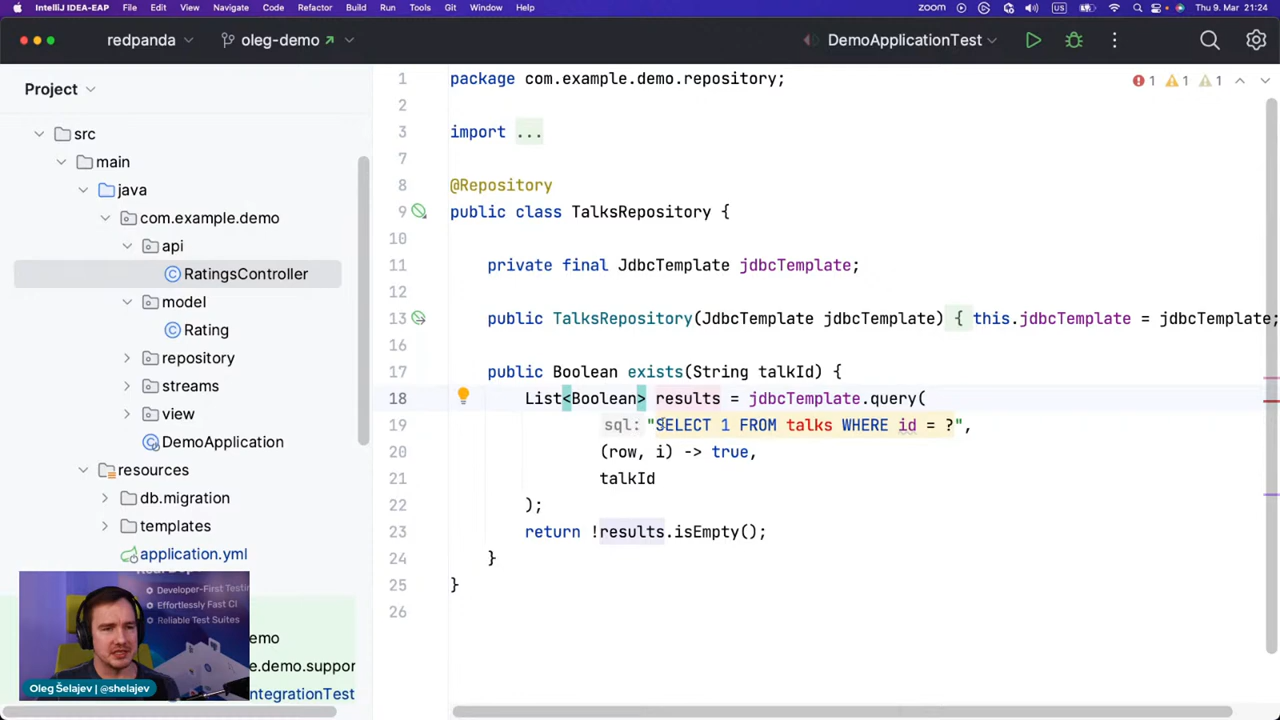 IntelliJ IDEA-EAP File Edit View Navigate Code Refactor Build Run Tools Git Window Help zoom US Thu 9. Mar 21:24
redpanda oleg-demo DemoApplicationTest
Project
src
main
java
com.example.demo
api
RatingsController
model
Rating
repository
streams
view
DemoApplication
resources
db.migration
templates
application.yml
emo
e.demo.suppor
ntegrationTest
Developer-First Testin
Effortlessly Fast CI
Reliable Test Suites
Oleg Šelajev | @shelajev
1 1 1
1 package com.example.demo.repository;
2
3 import ...
7
8 @Repository
9 public class TalksRepository {
10
11 private final JdbcTemplate jdbcTemplate;
12
13 public TalksRepository(JdbcTemplate jdbcTemplate) { this.jdbcTemplate = jdbcTemplate;
16
17 public Boolean exists(String talkId) {
18 List<Boolean> results = jdbcTemplate.query(
19 sql: "SELECT 1 FROM talks WHERE id = ?",
20 (row, i) -> true,
21 talkId
22 );
23 return !results.isEmpty();
24 }
25 }
26